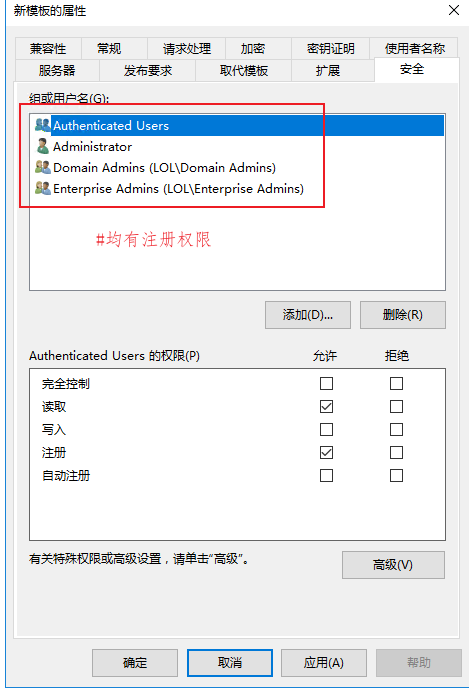 新模板的属性
兼容性 常规 请求处理 加密 密钥证明 使用者名称
服务器 发布要求 取代模板 扩展 安全
组或用户名(G):
Authenticated Users
Administrator
Domain Admins (LOL\Domain Admins)
Enterprise Admins (LOL\Enterprise Admins)
#均有注册权限
添加(D)... 删除(R)
Authenticated Users 的权限(P) 允许 拒绝
完全控制
读取
写入
注册
自动注册
有关特殊权限或高级设置，请单击"高级"。
高级(V)
确定 取消 应用(A) 帮助